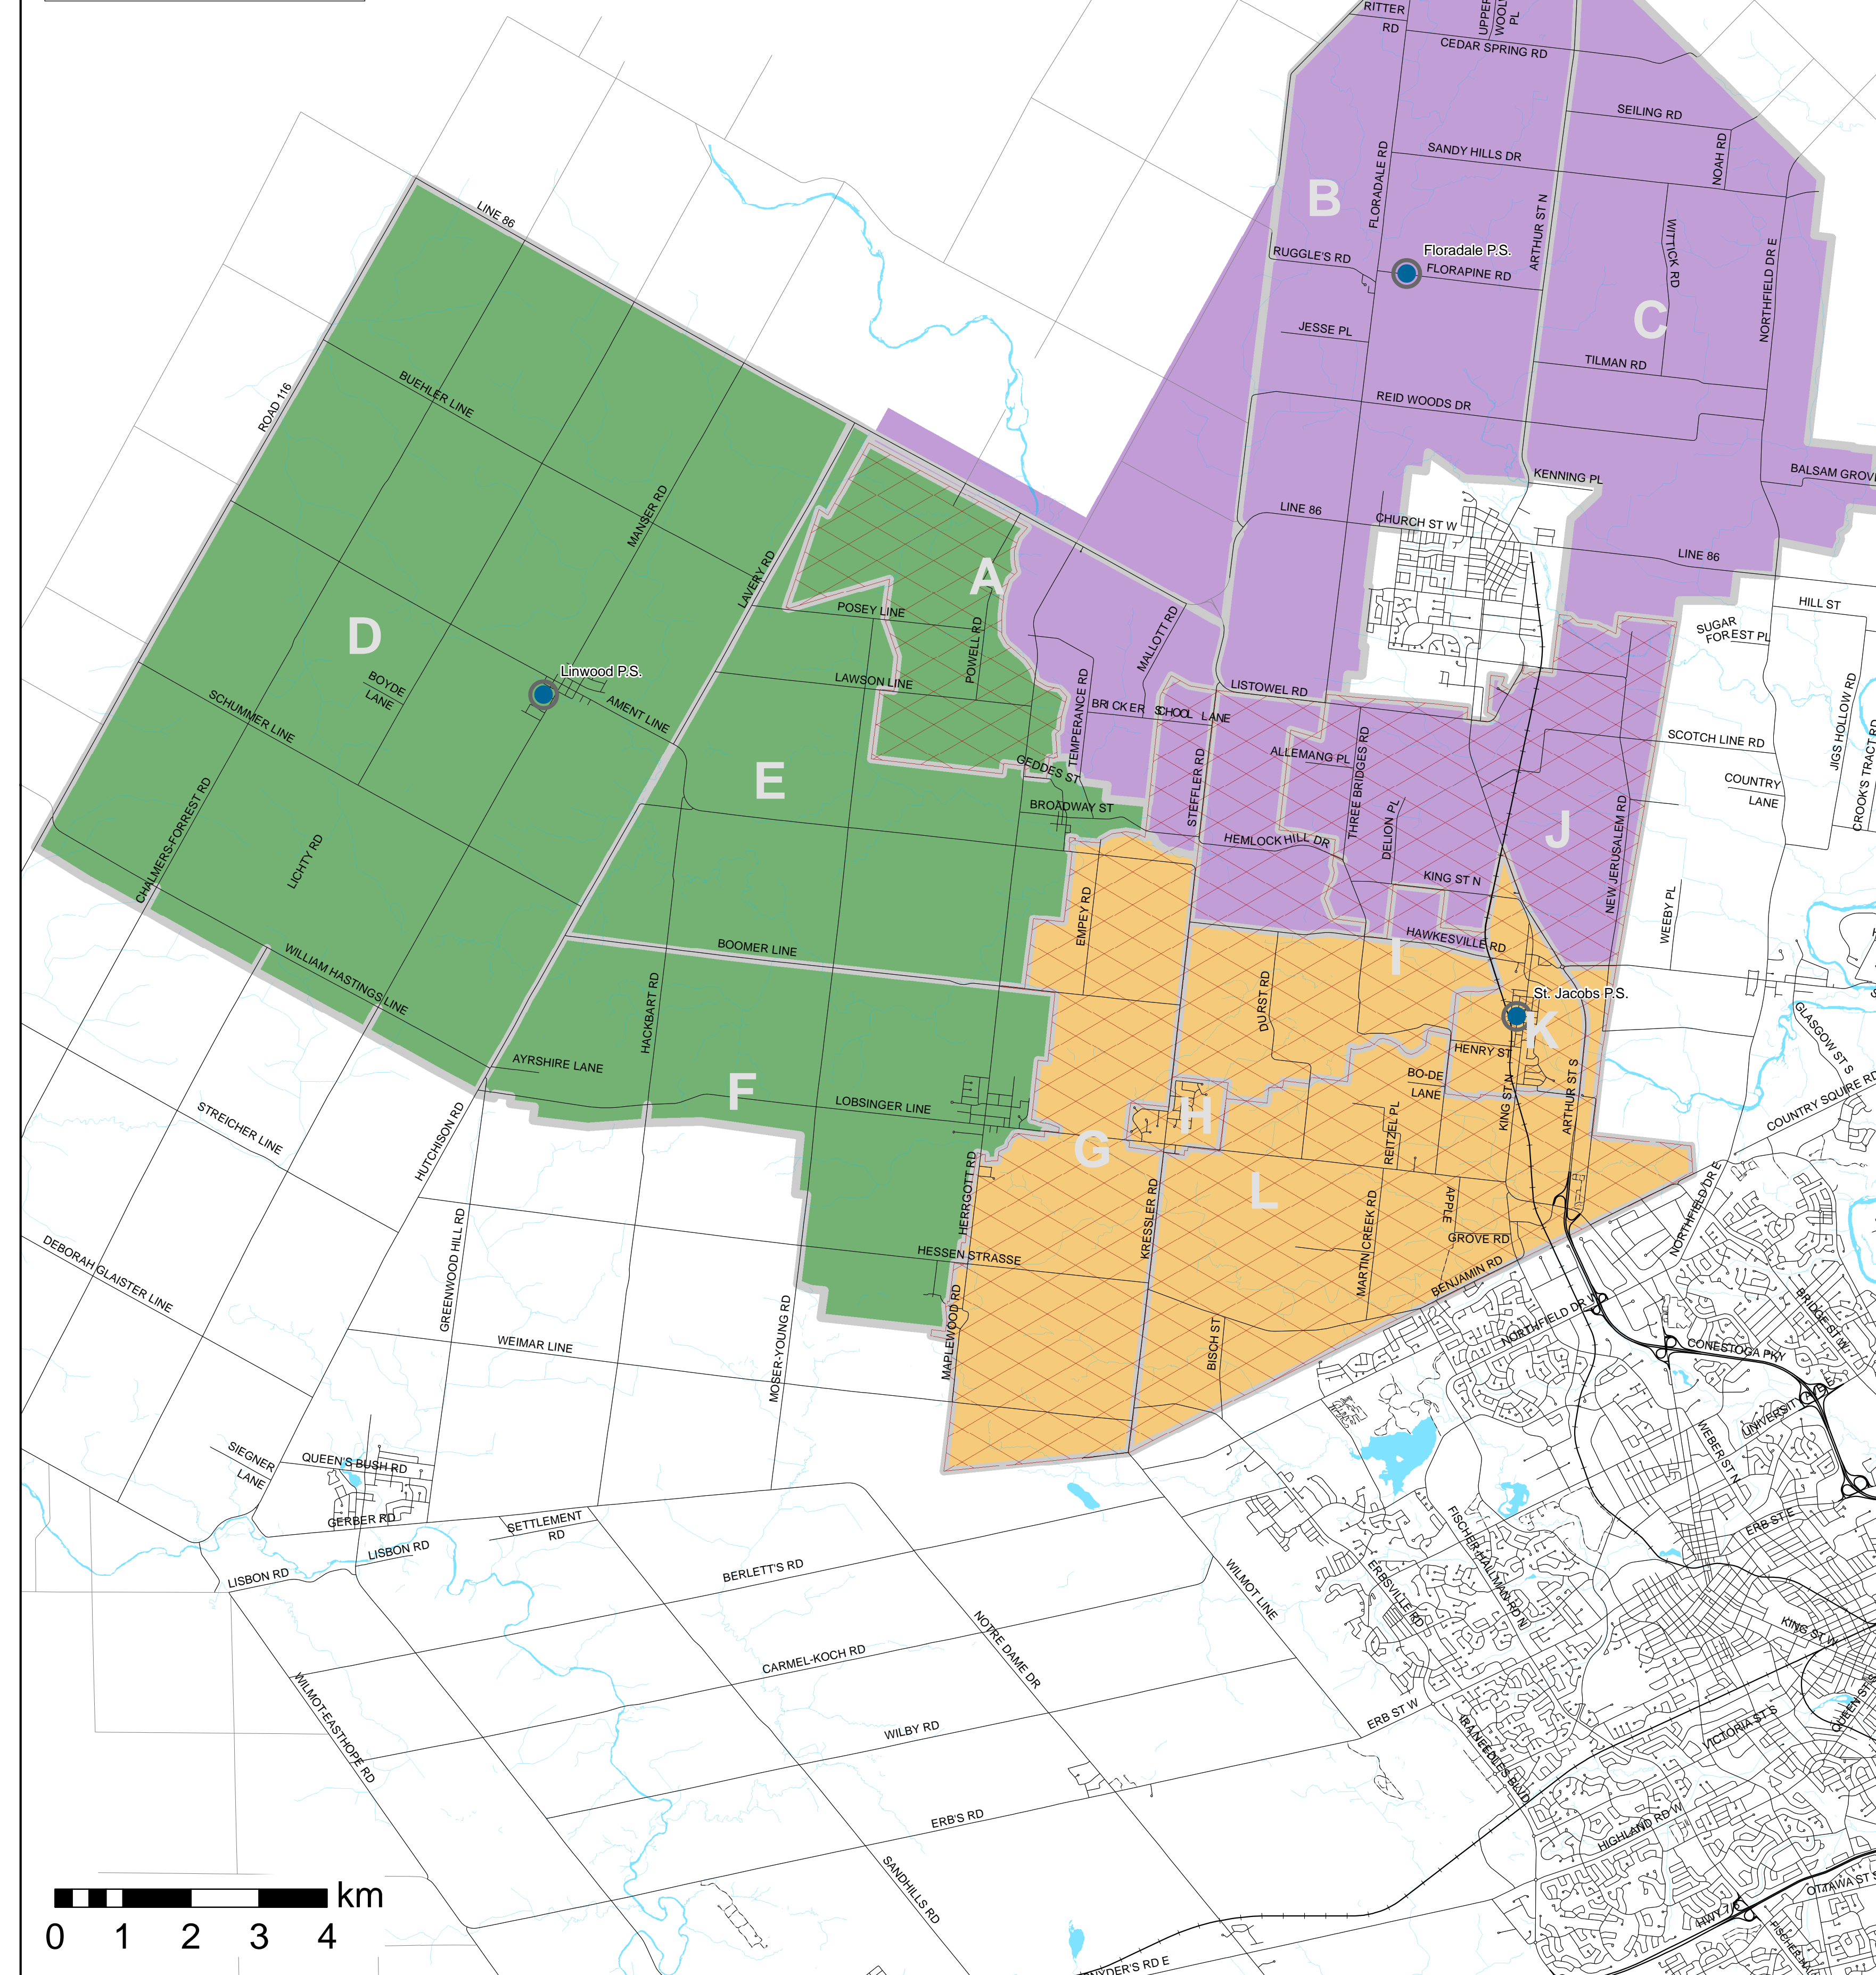 RITTER
RD
UPPER
PL
CEDAR SPRING RD
SEILING RD
SANDY HILLS DR
NOAH RD
LINE 86
B
FLORADALE RD
ARTHUR ST N
WITTICK RD
NORTHFIELD DR E
Floradale P.S.
RUGGLE'S RD
FLORAPINE RD
C
JESSE PL
TILMAN RD
ROAD 116
BUEHLER LINE
REID WOODS DR
KENNING PL
BALSAM GROVE
MANSER RD
LINE 86
CHURCH ST W
LINE 86
LAVERY RD
A
POSEY LINE
HILL ST
SUGAR
FOREST PL
D
POWELL RD
MALLOTT RD
Linwood P.S.
BOYDE
LANE
LAWSON LINE
LISTOWEL RD
AMENT LINE
SCHUMMER LINE
TEMPERANCE RD
BRICKER SCHOOL LANE
JIGS HOLLOW RD
SCOTCH LINE RD
CROOK'S TRACT RD
ALLEMANG PL
THREE BRIDGES RD
GEDDES ST
E
STEFFLER RD
COUNTRY
LANE
BROADWAY ST
CHALMERS-FORREST RD
LICHTY RD
HEMLOCK HILL DR
DELION PL
J
NEW JERUSALEM RD
KING ST N
WEEBY PL
EMPEY RD
BOOMER LINE
HAWKESVILLE RD
WILLIAM HASTINGS LINE
I
HACKBART RD
DURST RD
St. Jacobs P.S.
K
GLASGOW ST S
AYRSHIRE LANE
HENRY ST
F
BO-DE
LANE
LOBSINGER LINE
H
KING ST N
ARTHUR ST S
COUNTRY SQUIRE RD
STREICHER LINE
HUTCHISON RD
G
REITZEL PL
L
HERRGOTT RD
KRESSLER RD
MARTIN CREEK RD
APPLE
GROVE RD
NORTHFIELD DR E
GREENWOOD HILL RD
HESSEN STRASSE
DEBORAH GLAISTER LINE
BENJAMIN RD
MAPLEWOOD RD
MOSER-YOUNG RD
NORTHFIELD DR W
BRIDGE ST W
WEIMAR LINE
BISCH ST
CONESTOGA PKY
UNIVERSITY AVE E
WEBER ST N
SIEGNER
LANE
QUEEN'S BUSH RD
GERBER RD
SETTLEMENT
RD
FISCHER-HALLMAN RD N
ERB ST E
LISBON RD
LISBON RD
BERLETT'S RD
WILMOT LINE
ERBSVILLE RD
NOTRE DAME DR
KING ST W
CARMEL-KOCH RD
WILMOT-EASTHOPE RD
WILBY RD
ERB ST W
IRA NEEDLES BLVD
VICTORIA ST S
QUEEN ST S
ERB'S RD
HIGHLAND RD W
SANDHILLS RD
km
0 1 2 3 4
OTTAWA ST S
HWY 7/8
SNYDER'S RD E